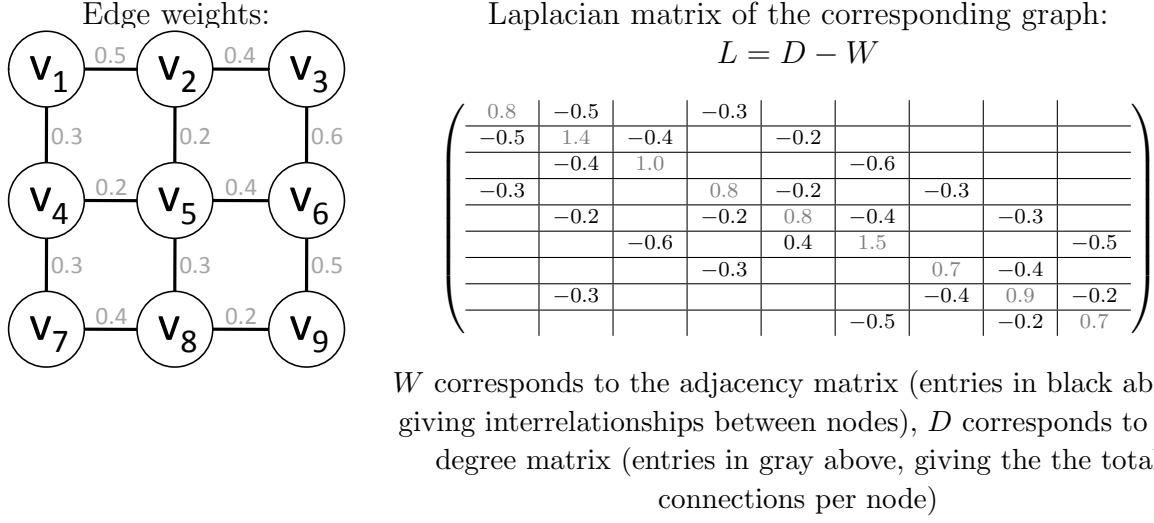 Edge weights:
v1 0.5 v2 0.4 v3
0.3 0.2 0.6
v4 0.2 v5 0.4 v6
0.3 0.3 0.5
v7 0.4 v8 0.2 v9
Laplacian matrix of the corresponding graph:
L = D − W
0.8 −0.5 −0.3
−0.5 1.4 −0.4 −0.2
−0.4 1.0 −0.6
−0.3 0.8 −0.2 −0.3
−0.2 −0.2 0.8 −0.4 −0.3
−0.6 0.4 1.5 −0.5
−0.3 0.7 −0.4
−0.3 −0.4 0.9 −0.2
−0.5 −0.2 0.7
W corresponds to the adjacency matrix (entries in black ab
giving interrelationships between nodes), D corresponds to
degree matrix (entries in gray above, giving the the tota
connections per node)